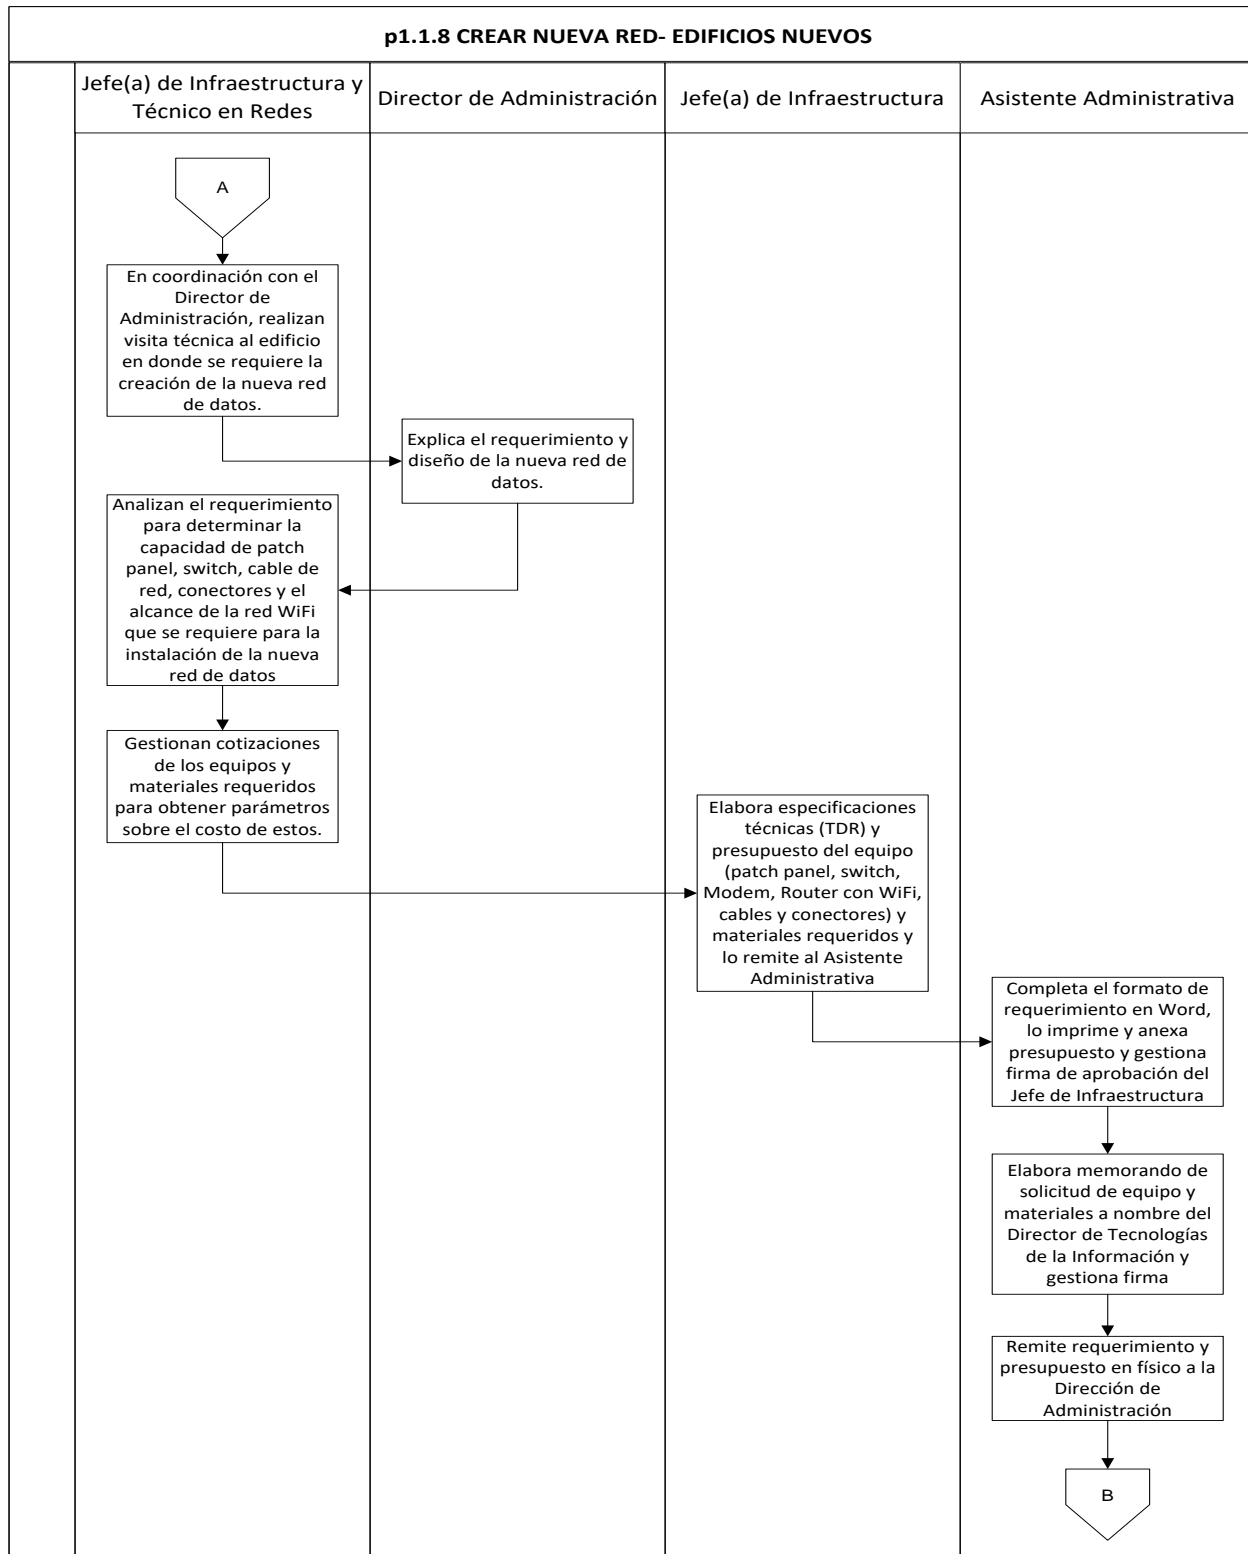 p1.1.8 CREAR NUEVA RED- EDIFICIOS NUEVOS
Jefe(a) de Infraestructura y
Técnico en Redes
Director de Administración
Jefe(a) de Infraestructura
Asistente Administrativa
A
En coordinación con el
Director de
Administración, realizan
visita técnica al edificio
en donde se requiere la
creación de la nueva red
de datos.
Explica el requerimiento y
diseño de la nueva red de
datos.
Analizan el requerimiento
para determinar la
capacidad de patch
panel, switch, cable de
red, conectores y el
alcance de la red WiFi
que se requiere para la
instalación de la nueva
red de datos
Gestionan cotizaciones
de los equipos y
materiales requeridos
para obtener parámetros
sobre el costo de estos.
Elabora especificaciones
técnicas (TDR) y
presupuesto del equipo
(patch panel, switch,
Modem, Router con WiFi,
cables y conectores) y
materiales requeridos y
lo remite al Asistente
Administrativa
Completa el formato de
requerimiento en Word,
lo imprime y anexa
presupuesto y gestiona
firma de aprobación del
Jefe de Infraestructura
Elabora memorando de
solicitud de equipo y
materiales a nombre del
Director de Tecnologías
de la Información y
gestiona firma
Remite requerimiento y
presupuesto en físico a la
Dirección de
Administración
B